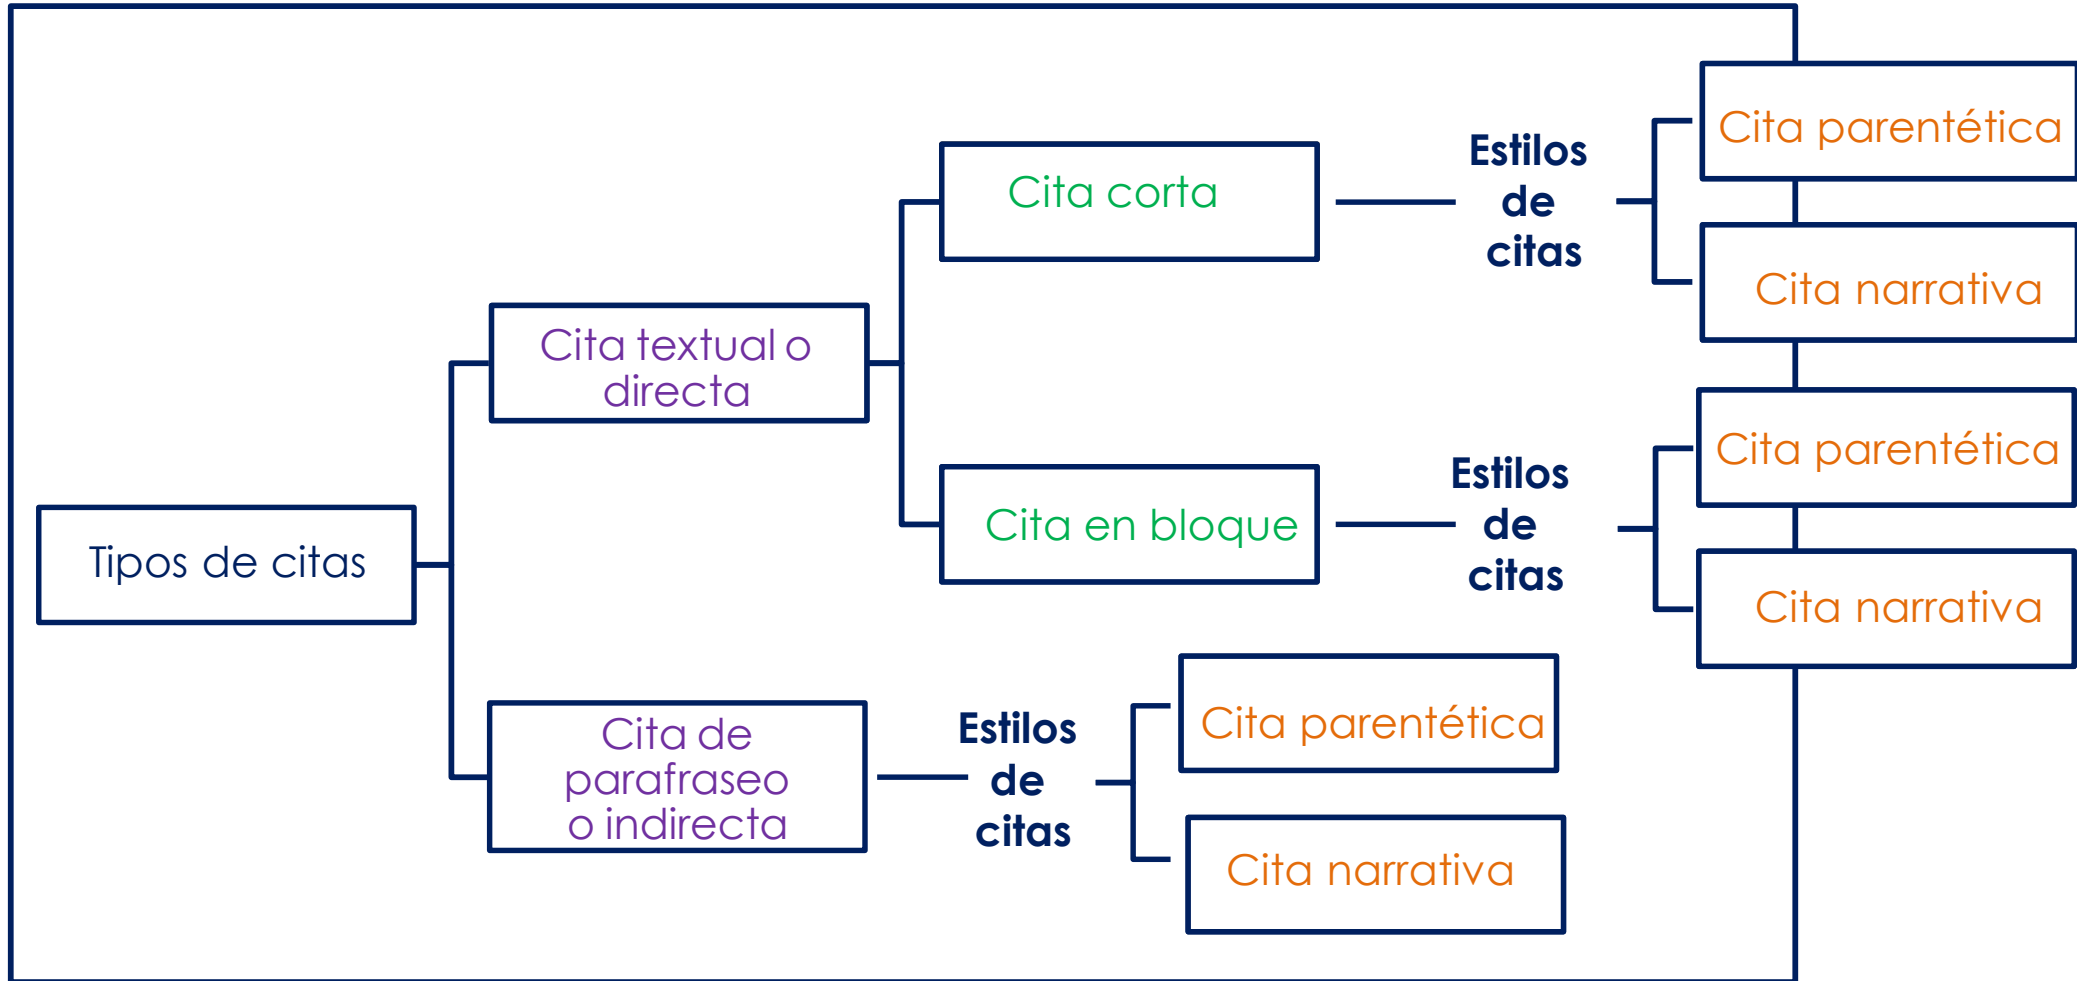 Tipos de citas
Cita textual o
directa
Cita corta
Estilos
de
citas
Cita parentética
Cita narrativa
Cita en bloque
Estilos
de
citas
Cita parentética
Cita narrativa
Cita de
parafraseo
o indirecta
Estilos
de
citas
Cita parentética
Cita narrativa